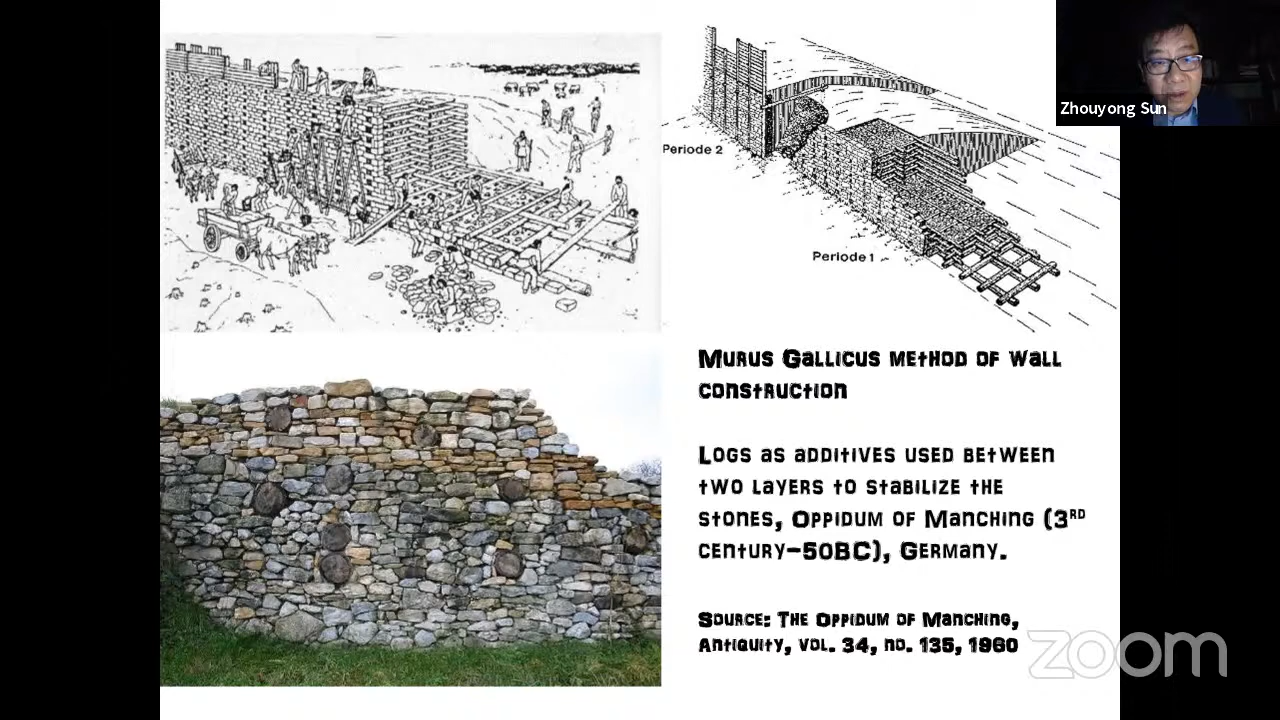 Zhouyong Sun
Periode 2
Periode 1
Murus Gallicus method of wall
construction
Logs as additives used between
two layers to stabilize the
stones, Oppidum of Manching (3rd
century-50BC), Germany.
Source: The Oppidum of Manching,
Antiquity, vol. 34, no. 135, 1960
zoom